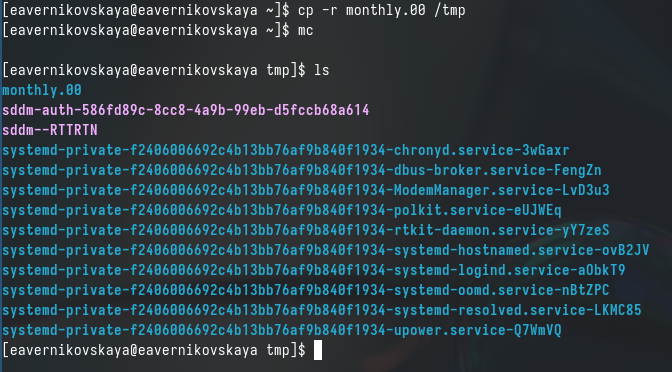 [eavernikovskaya@eavernikovskaya ~]$ cp -r monthly.00 /tmp
[eavernikovskaya@eavernikovskaya ~]$ mc
[eavernikovskaya@eavernikovskaya tmp]$ ls
monthly.00
sddm-auth-586fd89c-8cc8-4a9b-99eb-d5fccb68a614
sddm--RTTRTN
systemd-private-f2406006692c4b13bb76af9b840f1934-chronyd.service-3wGaxr
systemd-private-f2406006692c4b13bb76af9b840f1934-dbus-broker.service-FengZn
systemd-private-f2406006692c4b13bb76af9b840f1934-ModemManager.service-LvD3u3
systemd-private-f2406006692c4b13bb76af9b840f1934-polkit.service-eUJWEq
systemd-private-f2406006692c4b13bb76af9b840f1934-rtkit-daemon.service-yY7zeS
systemd-private-f2406006692c4b13bb76af9b840f1934-systemd-hostnamed.service-ovB2JV
systemd-private-f2406006692c4b13bb76af9b840f1934-systemd-logind.service-aObkT9
systemd-private-f2406006692c4b13bb76af9b840f1934-systemd-oomd.service-nBtZPC
systemd-private-f2406006692c4b13bb76af9b840f1934-systemd-resolved.service-LKMC85
systemd-private-f2406006692c4b13bb76af9b840f1934-upower.service-Q7WmVQ
[eavernikovskaya@eavernikovskaya tmp]$